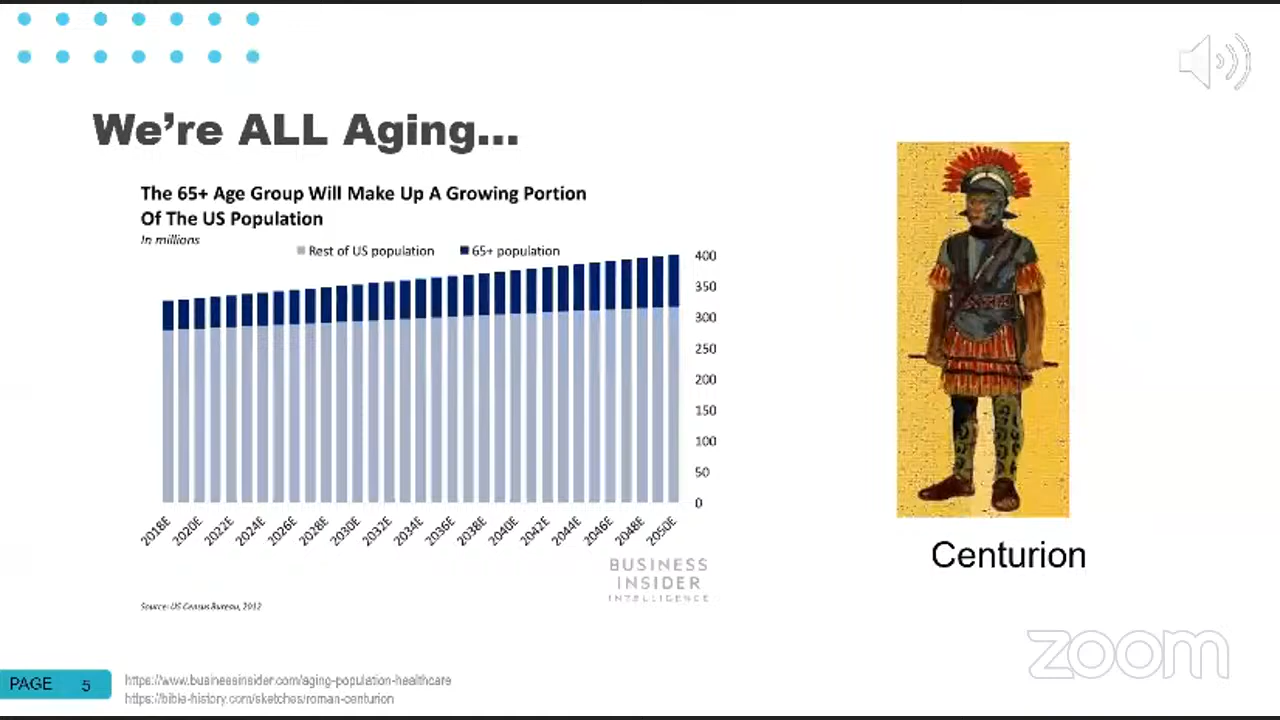 We're ALL Aging...
The 65+ Age Group Will Make Up A Growing Portion
Of The US Population
In millions
Rest of US population 65+ population
400
350
300
250
200
150
100
50
0
2018E 2020E 2022E 2024E 2026E 2028E 2030E 2032E 2034E 2036E 2038E 2040E 2042E 2044E 2046E 2048E 2050E
BUSINESS
INSIDER
INTELLIGENCE
Source: US Census Bureau, 2012
Centurion
zoom
PAGE 5
https://www.businessinsider.com/aging-population-healthcare
https://bible-history.com/sketches/roman-centurion